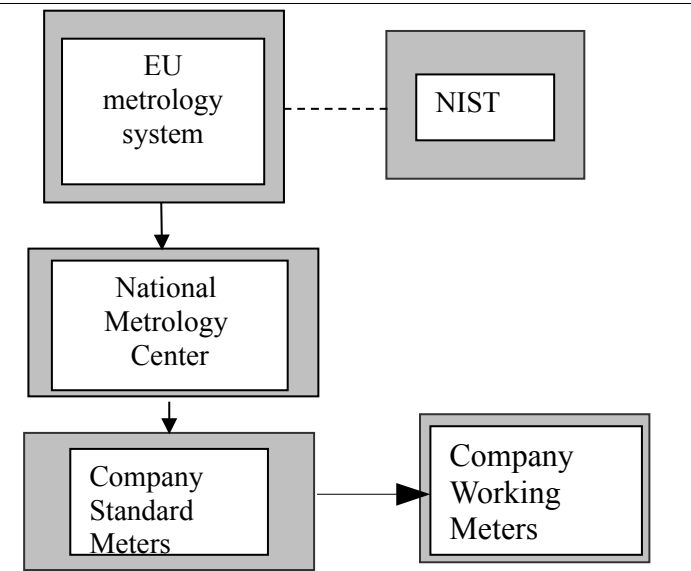 EU
metrology
system
NIST
National
Metrology
Center
Company
Standard
Meters
Company
Working
Meters